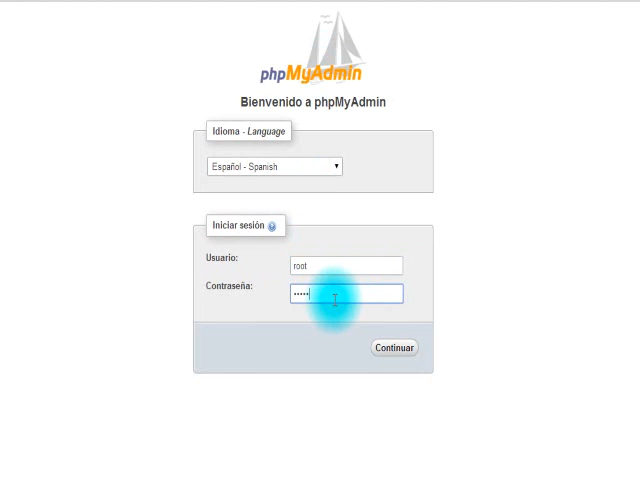 phpMyAdmin
Bienvenido a phpMyAdmin
Idioma - Language
Español - Spanish
Iniciar sesión
Usuario:
root
Contraseña:
•••••
Continuar